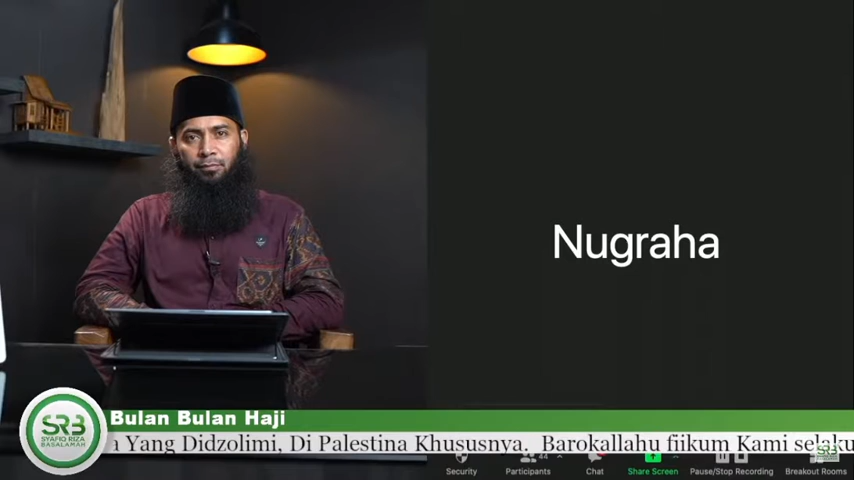 Nugraha
SRB
SYAFIQ RIZA
BASALAMAH
Bulan Bulan Haji
a Yang Didzolimi, Di Palestina Khususnya. Barokallahu fiikum Kami selaku
44
Security
Participants
Chat
Share Screen
Pause/Stop Recording
Breakout Rooms